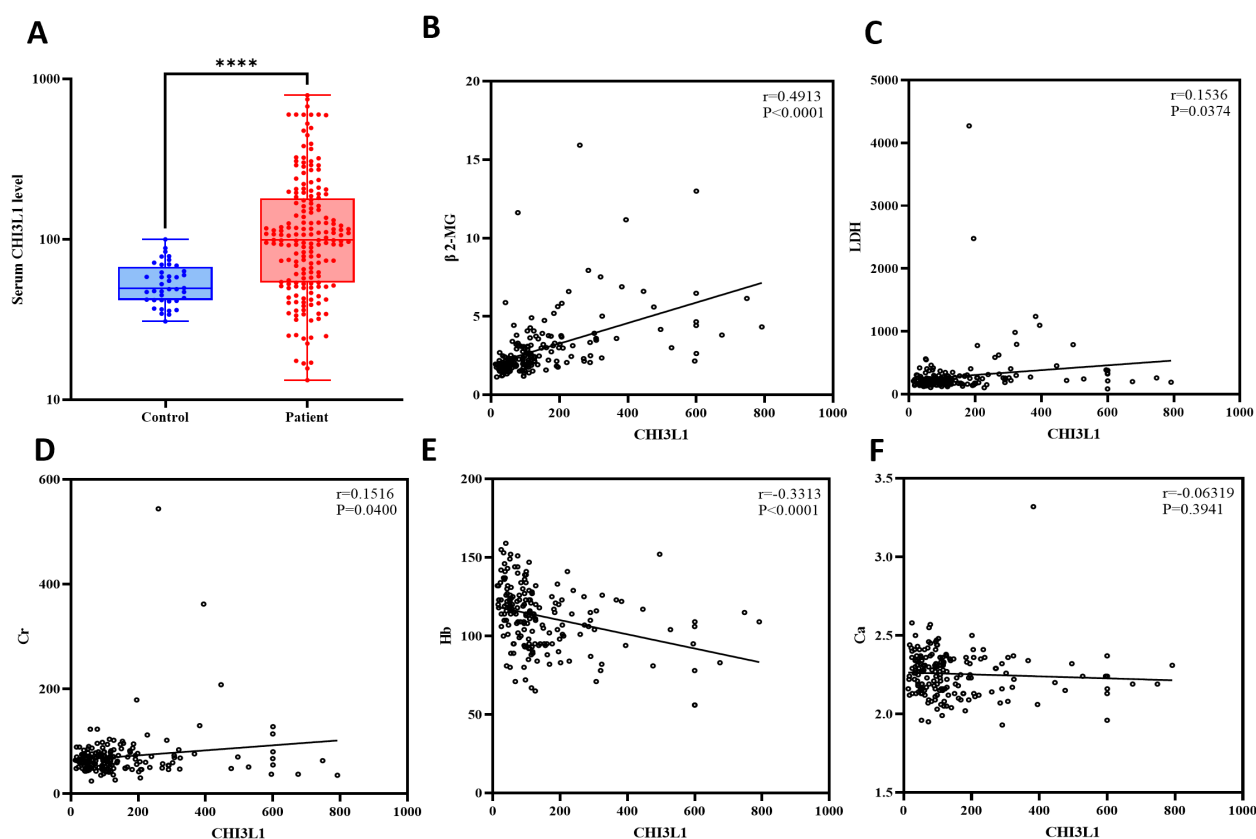 A
****
1000
100
10
Serum CHI3L1 level
Control
Patient
B
r=0.4913
P<0.0001
20
15
10
5
0
β 2-MG
0 200 400 600 800 1000
CHI3L1
C
r=0.1536
P=0.0374
5000
4000
3000
2000
1000
0
LDH
0 200 400 600 800 1000
CHI3L1
D
r=0.1516
P=0.0400
600
400
200
0
Cr
0 200 400 600 800 1000
CHI3L1
E
r=-0.3313
P<0.0001
200
150
100
50
0
Hb
0 200 400 600 800 1000
CHI3L1
F
r=-0.06319
P=0.3941
3.5
3.0
2.5
2.0
1.5
Ca
0 200 400 600 800 1000
CHI3L1